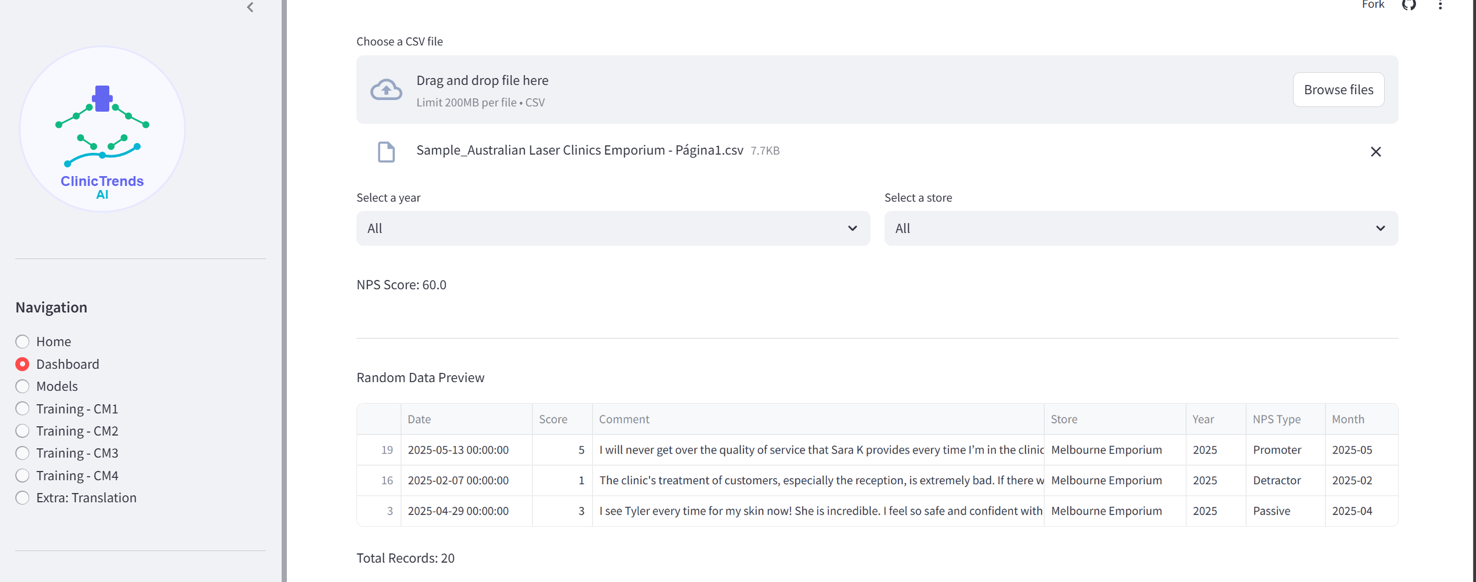 Fork
ClinicTrends
AI
Navigation
Home
Dashboard
Models
Training - CM1
Training - CM2
Training - CM3
Training - CM4
Extra: Translation
Choose a CSV file
Drag and drop file here
Limit 200MB per file • CSV
Browse files
Sample_Australian Laser Clinics Emporium - Página1.csv 7.7KB
Select a year
Select a store
All
All
NPS Score: 60.0
Random Data Preview
Date Score Comment Store Year NPS Type Month
19 2025-05-13 00:00:00 5 I will never get over the quality of service that Sara K provides every time I'm in the clinic Melbourne Emporium 2025 Promoter 2025-05
16 2025-02-07 00:00:00 1 The clinic's treatment of customers, especially the reception, is extremely bad. If there w Melbourne Emporium 2025 Detractor 2025-02
3 2025-04-29 00:00:00 3 I see Tyler every time for my skin now! She is incredible. I feel so safe and confident with Melbourne Emporium 2025 Passive 2025-04
Total Records: 20